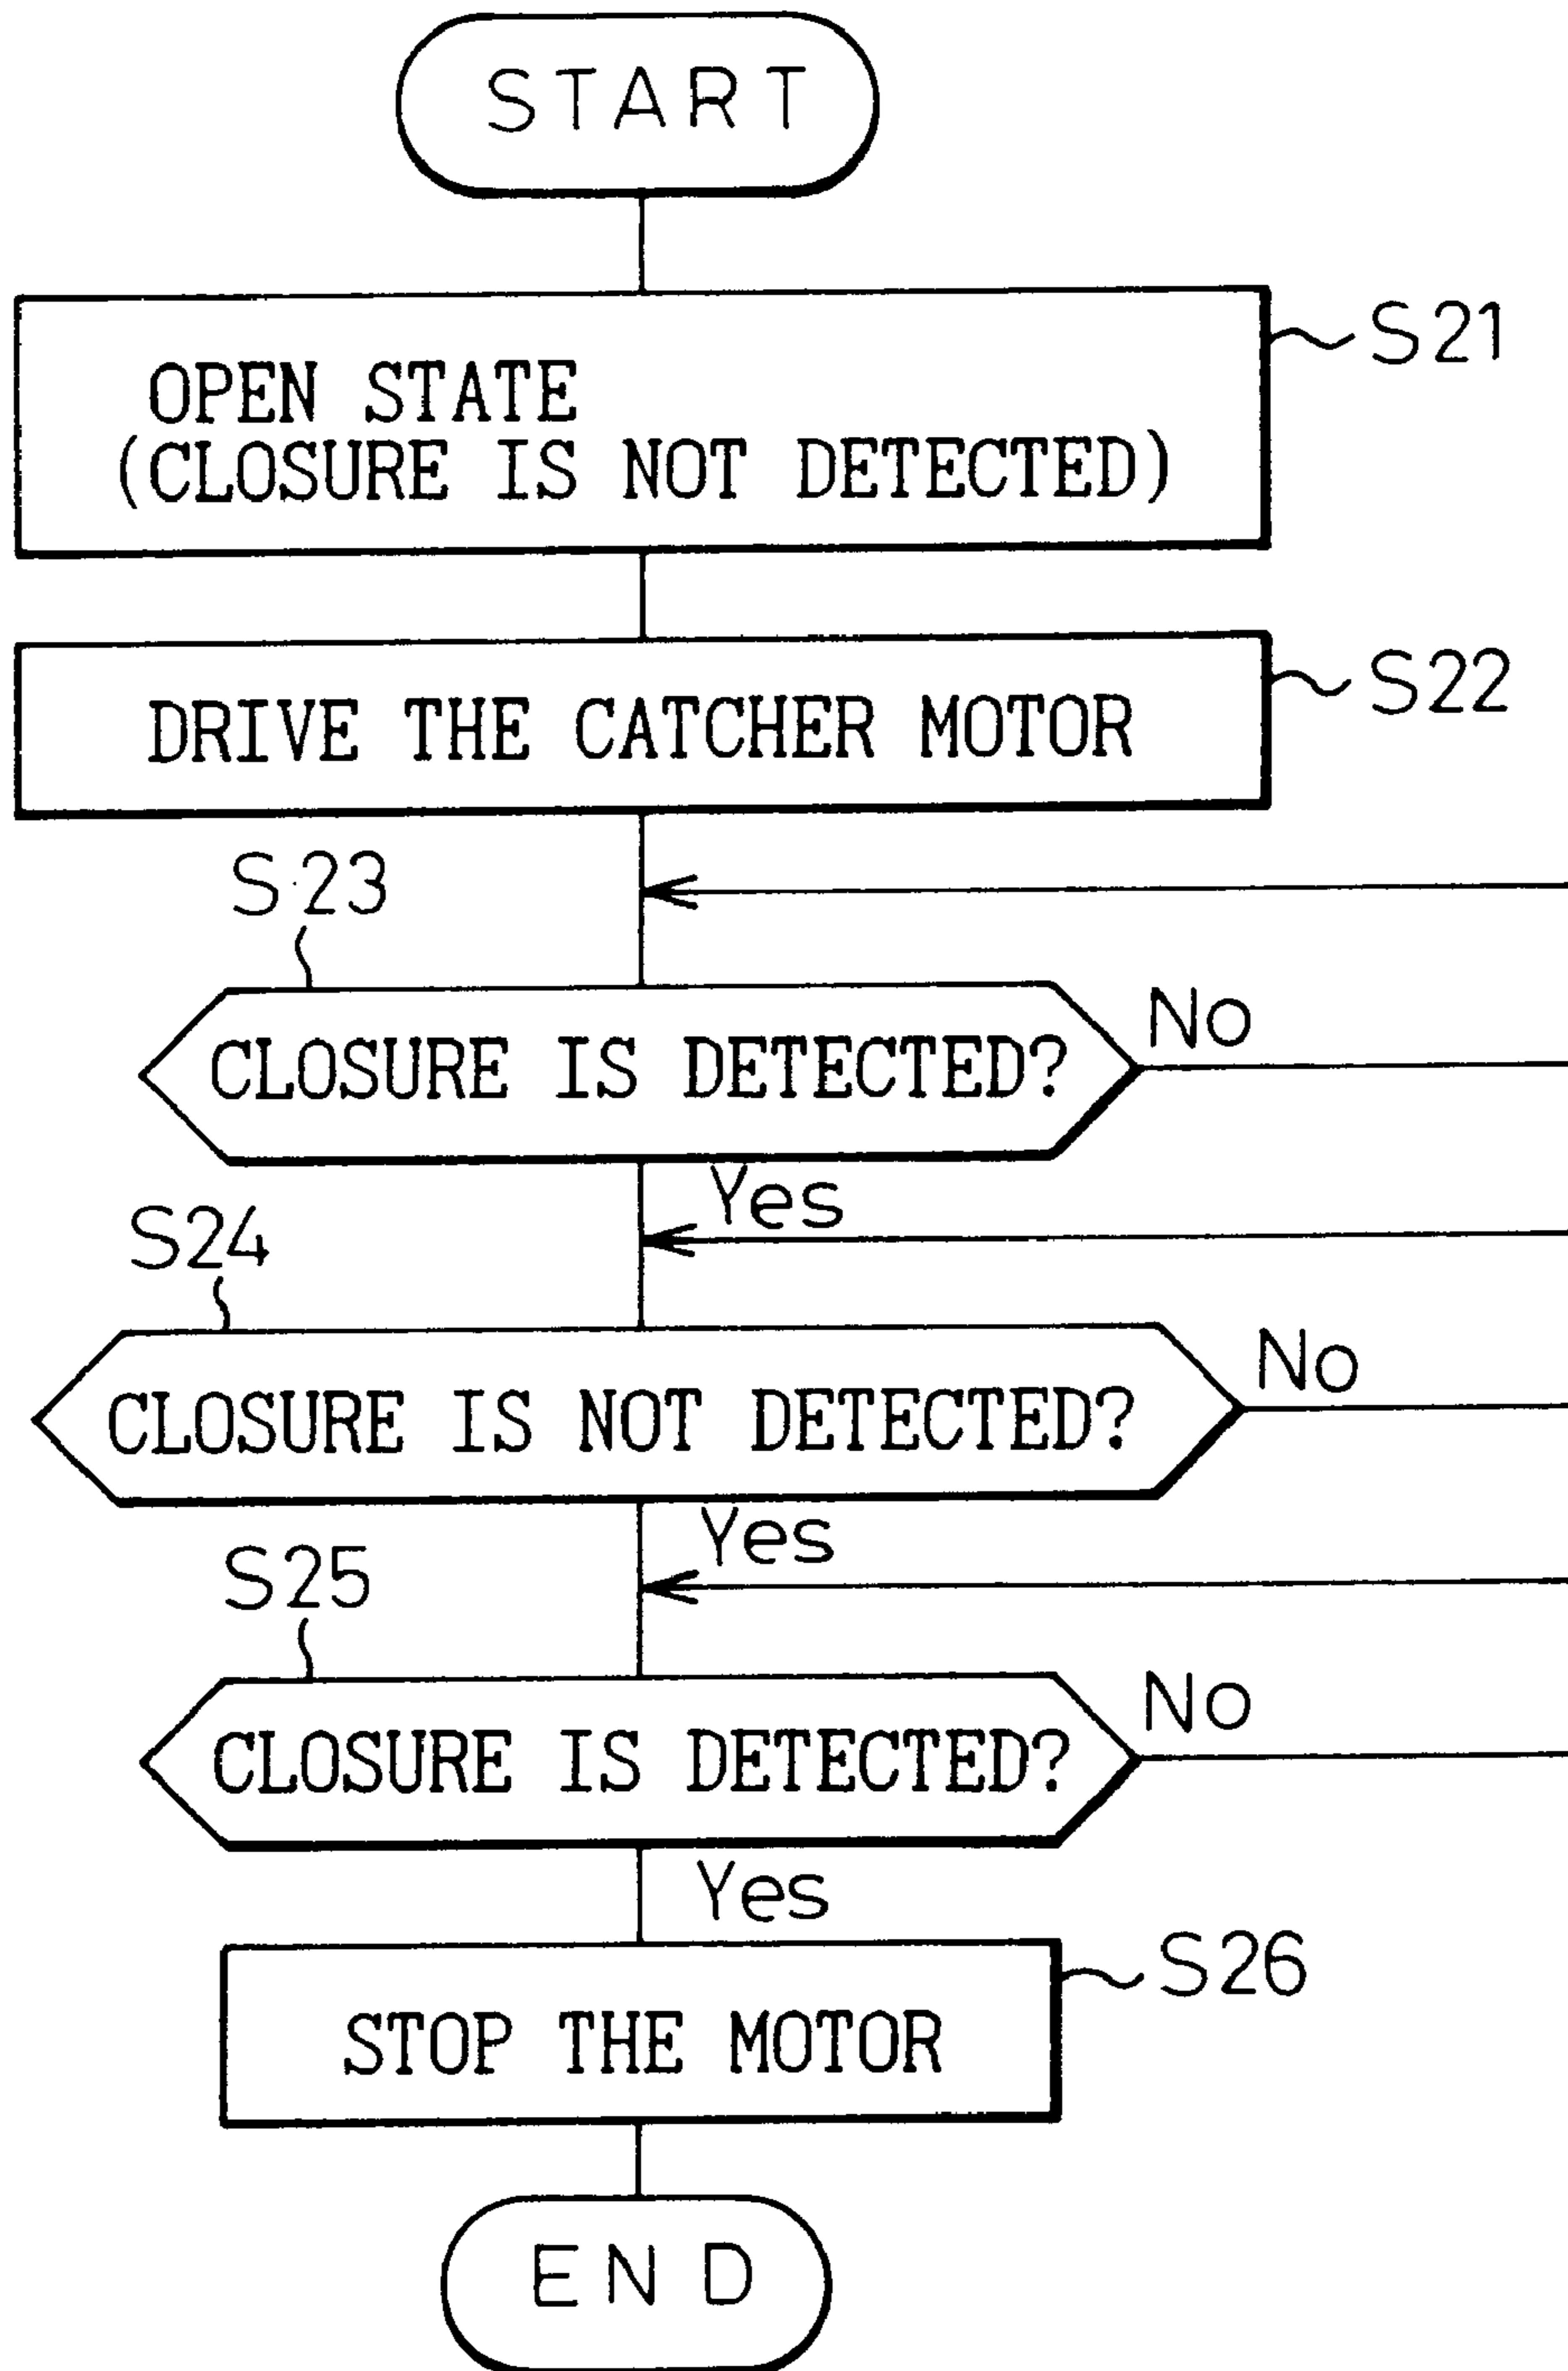 START
S21
OPEN STATE
(CLOSURE IS NOT DETECTED)
S22
DRIVE THE CATCHER MOTOR
S23
CLOSURE IS DETECTED?
No
Yes
S24
CLOSURE IS NOT DETECTED?
No
Yes
S25
CLOSURE IS DETECTED?
No
Yes
S26
STOP THE MOTOR
END